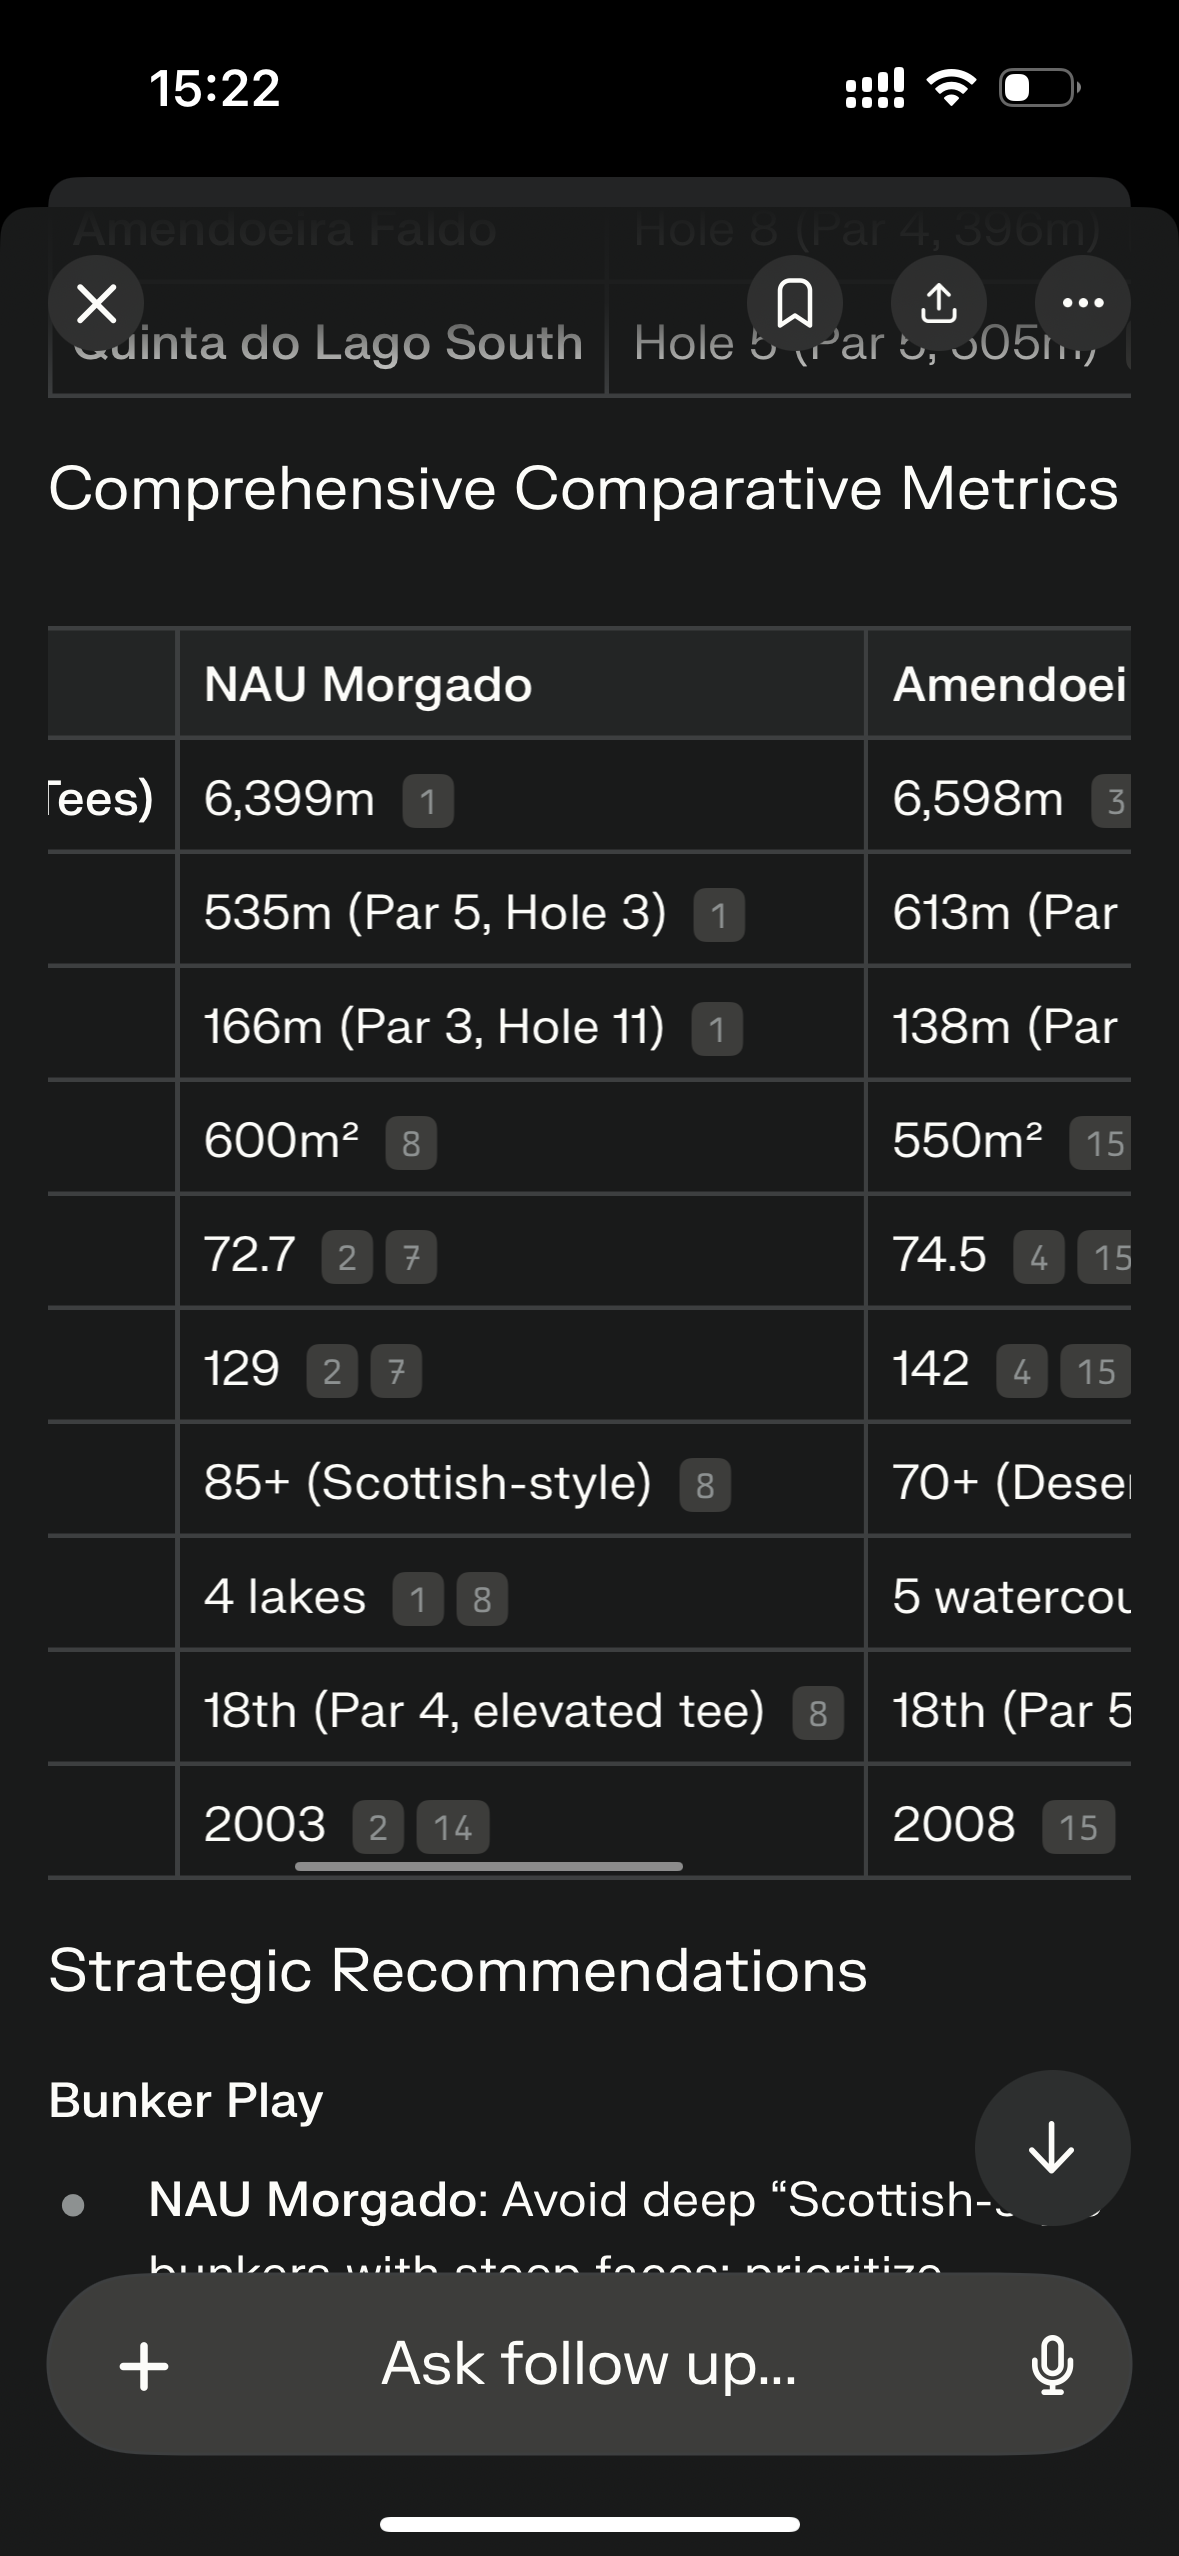 15:22
Amendoeira Faldo Hole 8 (Par 4, 396m)
Quinta do Lago South Hole 5 (Par 5, 505m)
Comprehensive Comparative Metrics
NAU Morgado Amendoei
Tees) 6,399m 1 6,598m 3
535m (Par 5, Hole 3) 1 613m (Par
166m (Par 3, Hole 11) 1 138m (Par
600m² 8 550m² 15
72.7 2 7 74.5 4 15
129 2 7 142 4 15
85+ (Scottish-style) 8 70+ (Deser
4 lakes 1 8 5 watercou
18th (Par 4, elevated tee) 8 18th (Par 5
2003 2 14 2008 15
Strategic Recommendations
Bunker Play
NAU Morgado: Avoid deep “Scottish-style
bunkers with steep faces; prioritize
Ask follow up...